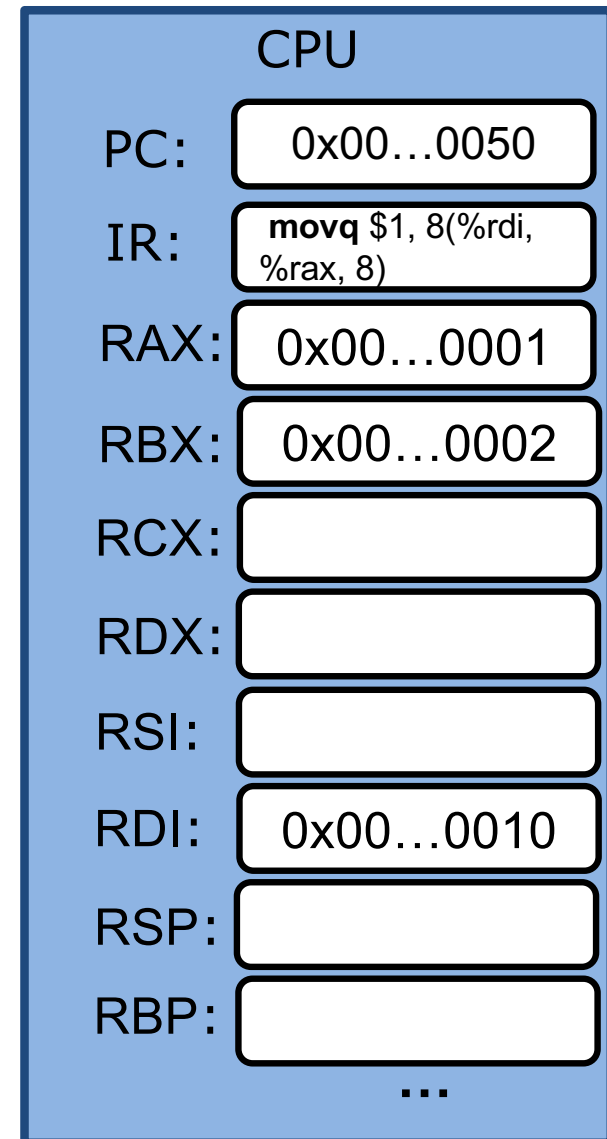 CPU
PC: 0x00…0050
IR: movq $1, 8(%rdi,
%rax, 8)
RAX: 0x00…0001
RBX: 0x00…0002
RCX:
RDX:
RSI:
RDI: 0x00…0010
RSP:
RBP:
…